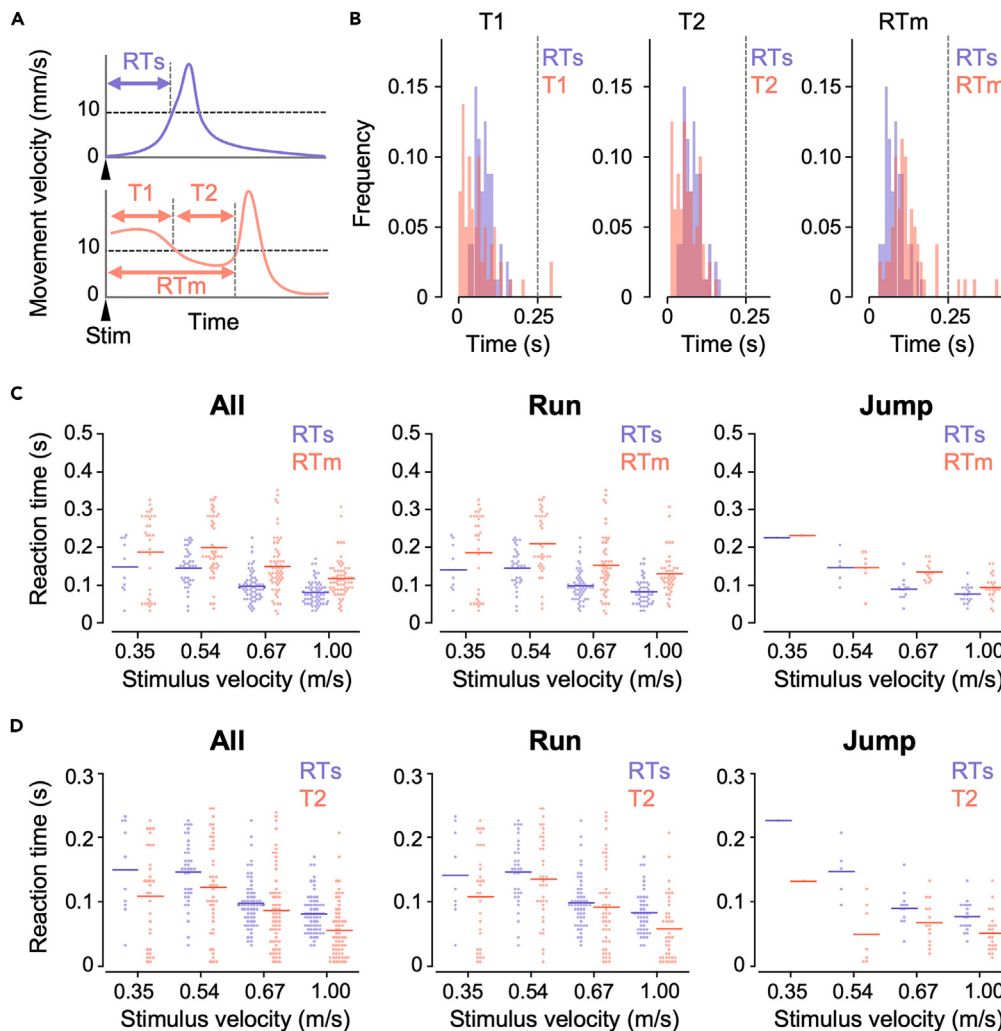 A
Movement velocity (mm/s)
RTs
10
0
T1
T2
10
RTm
0
Stim
Time
B
T1
T2
RTm
Frequency
RTs
T1
0.15
0.10
0.05
0
0
0.25
Time (s)
RTs
T2
0.15
0.10
0.05
0
0
0.25
Time (s)
RTs
RTm
0.15
0.10
0.05
0
0
0.25
Time (s)
C
All
Run
Jump
Reaction time (s)
RTs
RTm
0.5
0.4
0.3
0.2
0.1
0
0.35 0.54 0.67 1.00
Stimulus velocity (m/s)
RTs
RTm
0.5
0.4
0.3
0.2
0.1
0
0.35 0.54 0.67 1.00
Stimulus velocity (m/s)
RTs
RTm
0.5
0.4
0.3
0.2
0.1
0
0.35 0.54 0.67 1.00
Stimulus velocity (m/s)
D
All
Run
Jump
Reaction time (s)
RTs
T2
0.3
0.2
0.1
0
0.35 0.54 0.67 1.00
Stimulus velocity (m/s)
RTs
T2
0.3
0.2
0.1
0
0.35 0.54 0.67 1.00
Stimulus velocity (m/s)
RTs
T2
0.3
0.2
0.1
0
0.35 0.54 0.67 1.00
Stimulus velocity (m/s)